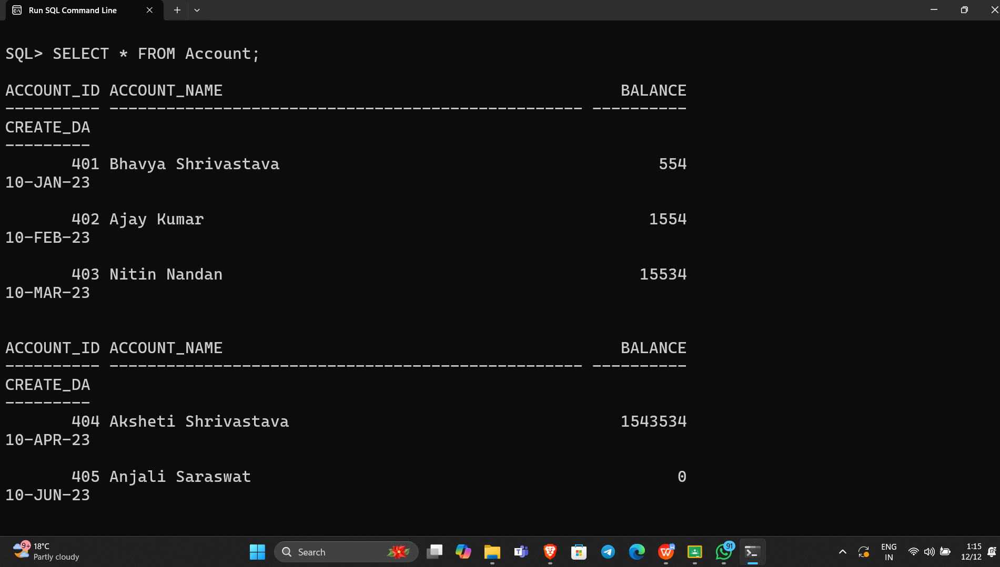 Run SQL Command Line
SQL> SELECT * FROM Account;
ACCOUNT_ID ACCOUNT_NAME BALANCE
---------- -------------------------------------------------- ----------
CREATE_DA
---------
401 Bhavya Shrivastava 554
10-JAN-23
402 Ajay Kumar 1554
10-FEB-23
403 Nitin Nandan 15534
10-MAR-23
ACCOUNT_ID ACCOUNT_NAME BALANCE
---------- -------------------------------------------------- ----------
CREATE_DA
---------
404 Aksheti Shrivastava 1543534
10-APR-23
405 Anjali Saraswat 0
10-JUN-23
9+ 18°C
Partly cloudy
Search
91
ENG
IN
1:15
12/12